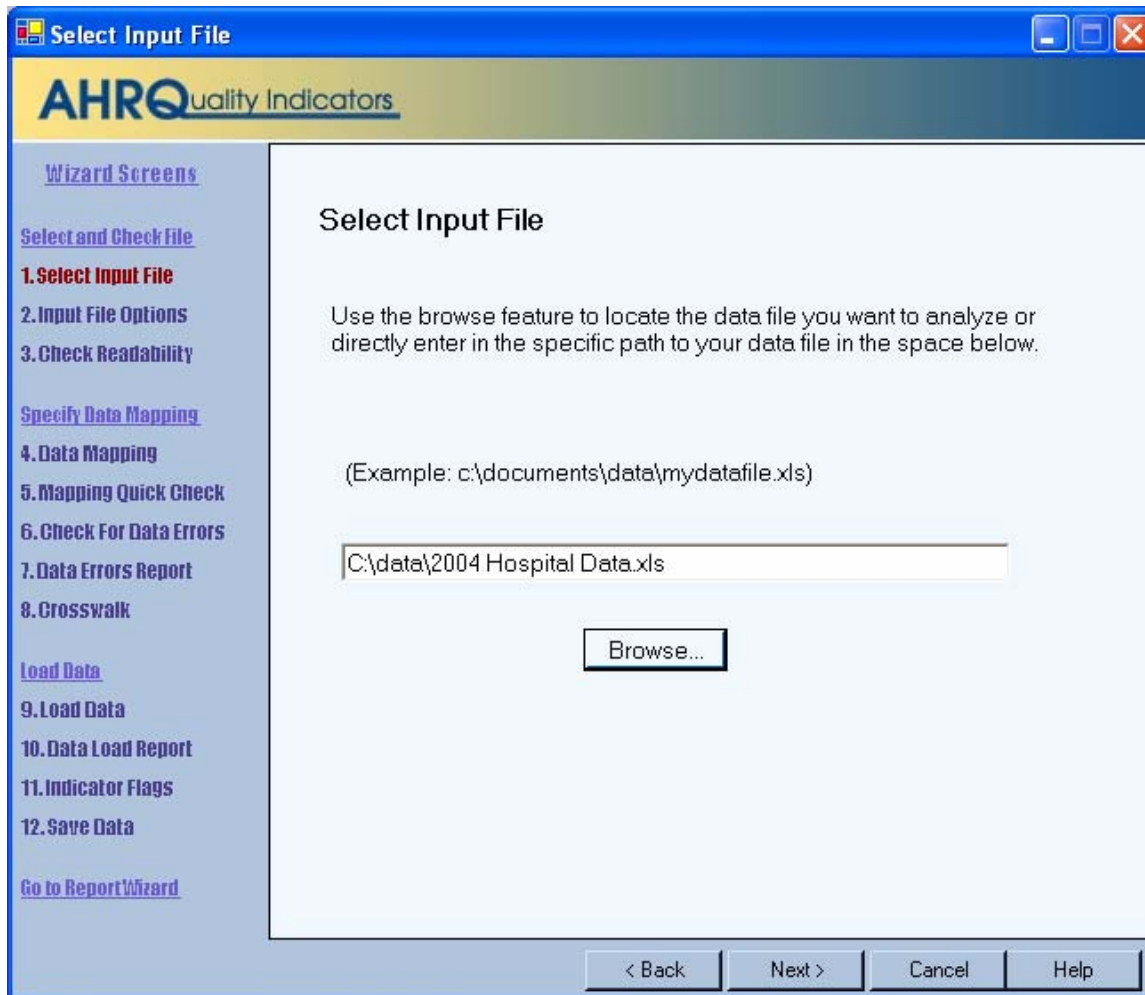 Select Input File
AHRQuality Indicators
Wizard Screens
Select and Check File
1. Select Input File
2. Input File Options
3. Check Readability
Specify Data Mapping
4. Data Mapping
5. Mapping Quick Check
6. Check For Data Errors
7. Data Errors Report
8. Crosswalk
Load Data
9. Load Data
10. Data Load Report
11. Indicator Flags
12. Save Data
Go to Report Wizard
Select Input File
Use the browse feature to locate the data file you want to analyze or
directly enter in the specific path to your data file in the space below.
(Example: c:\documents\data\mydatafile.xls)
C:\data\2004 Hospital Data.xls
Browse...
< Back
Next >
Cancel
Help